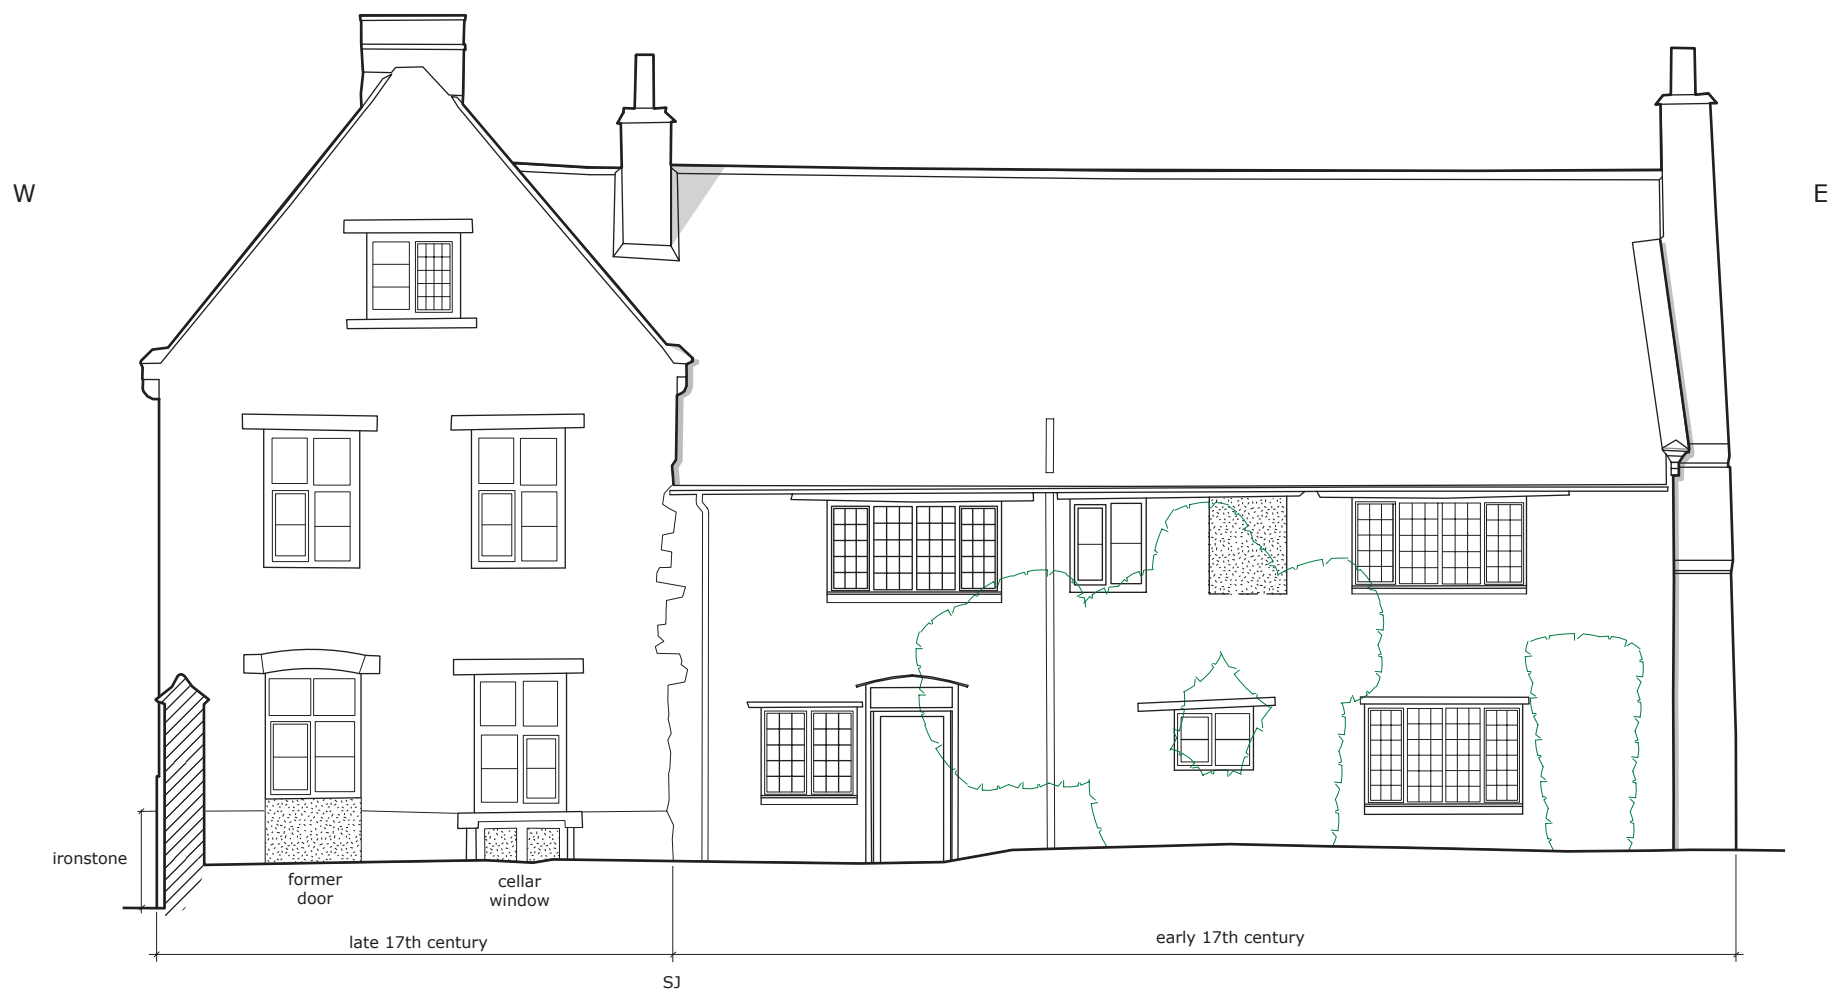 W
E
ironstone
former
door
cellar
window
late 17th century
early 17th century
SJ